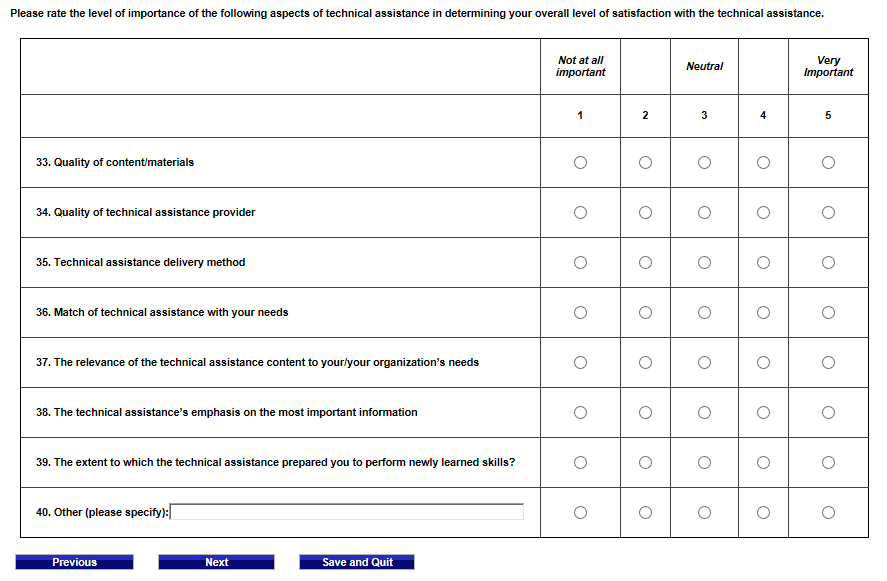 Please rate the level of importance of the following aspects of technical assistance in determining your overall level of satisfaction with the technical assistance.
Not at all important
Neutral
Very Important
1 2 3 4 5
33. Quality of content/materials
34. Quality of technical assistance provider
35. Technical assistance delivery method
36. Match of technical assistance with your needs
37. The relevance of the technical assistance content to your/your organization's needs
38. The technical assistance's emphasis on the most important information
39. The extent to which the technical assistance prepared you to perform newly learned skills?
40. Other (please specify):
Previous Next Save and Quit